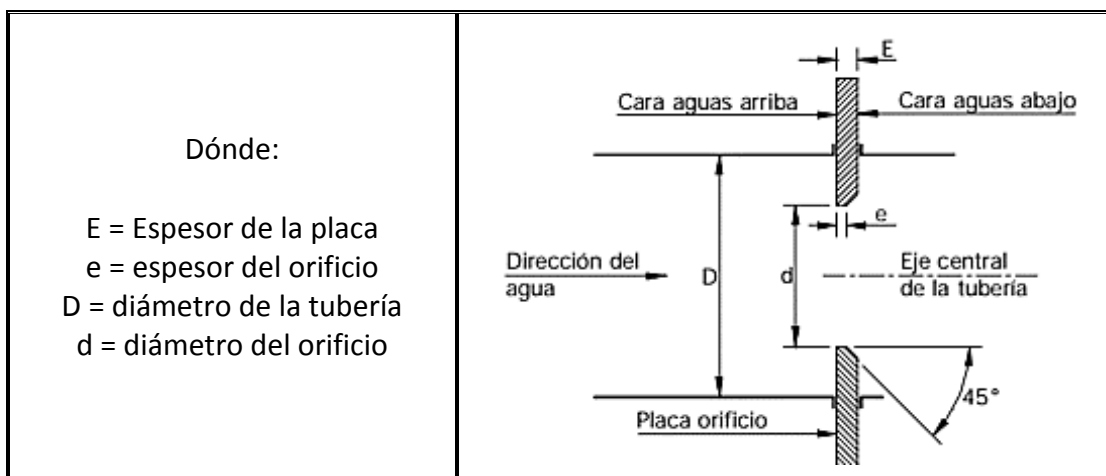 Dónde:
E = Espesor de la placa
e = espesor del orificio
D = diámetro de la tubería
d = diámetro del orificio
E
Cara aguas arriba
Cara aguas abajo
e
Dirección del
agua
D
d
Eje central
de la tubería
45°
Placa orificio